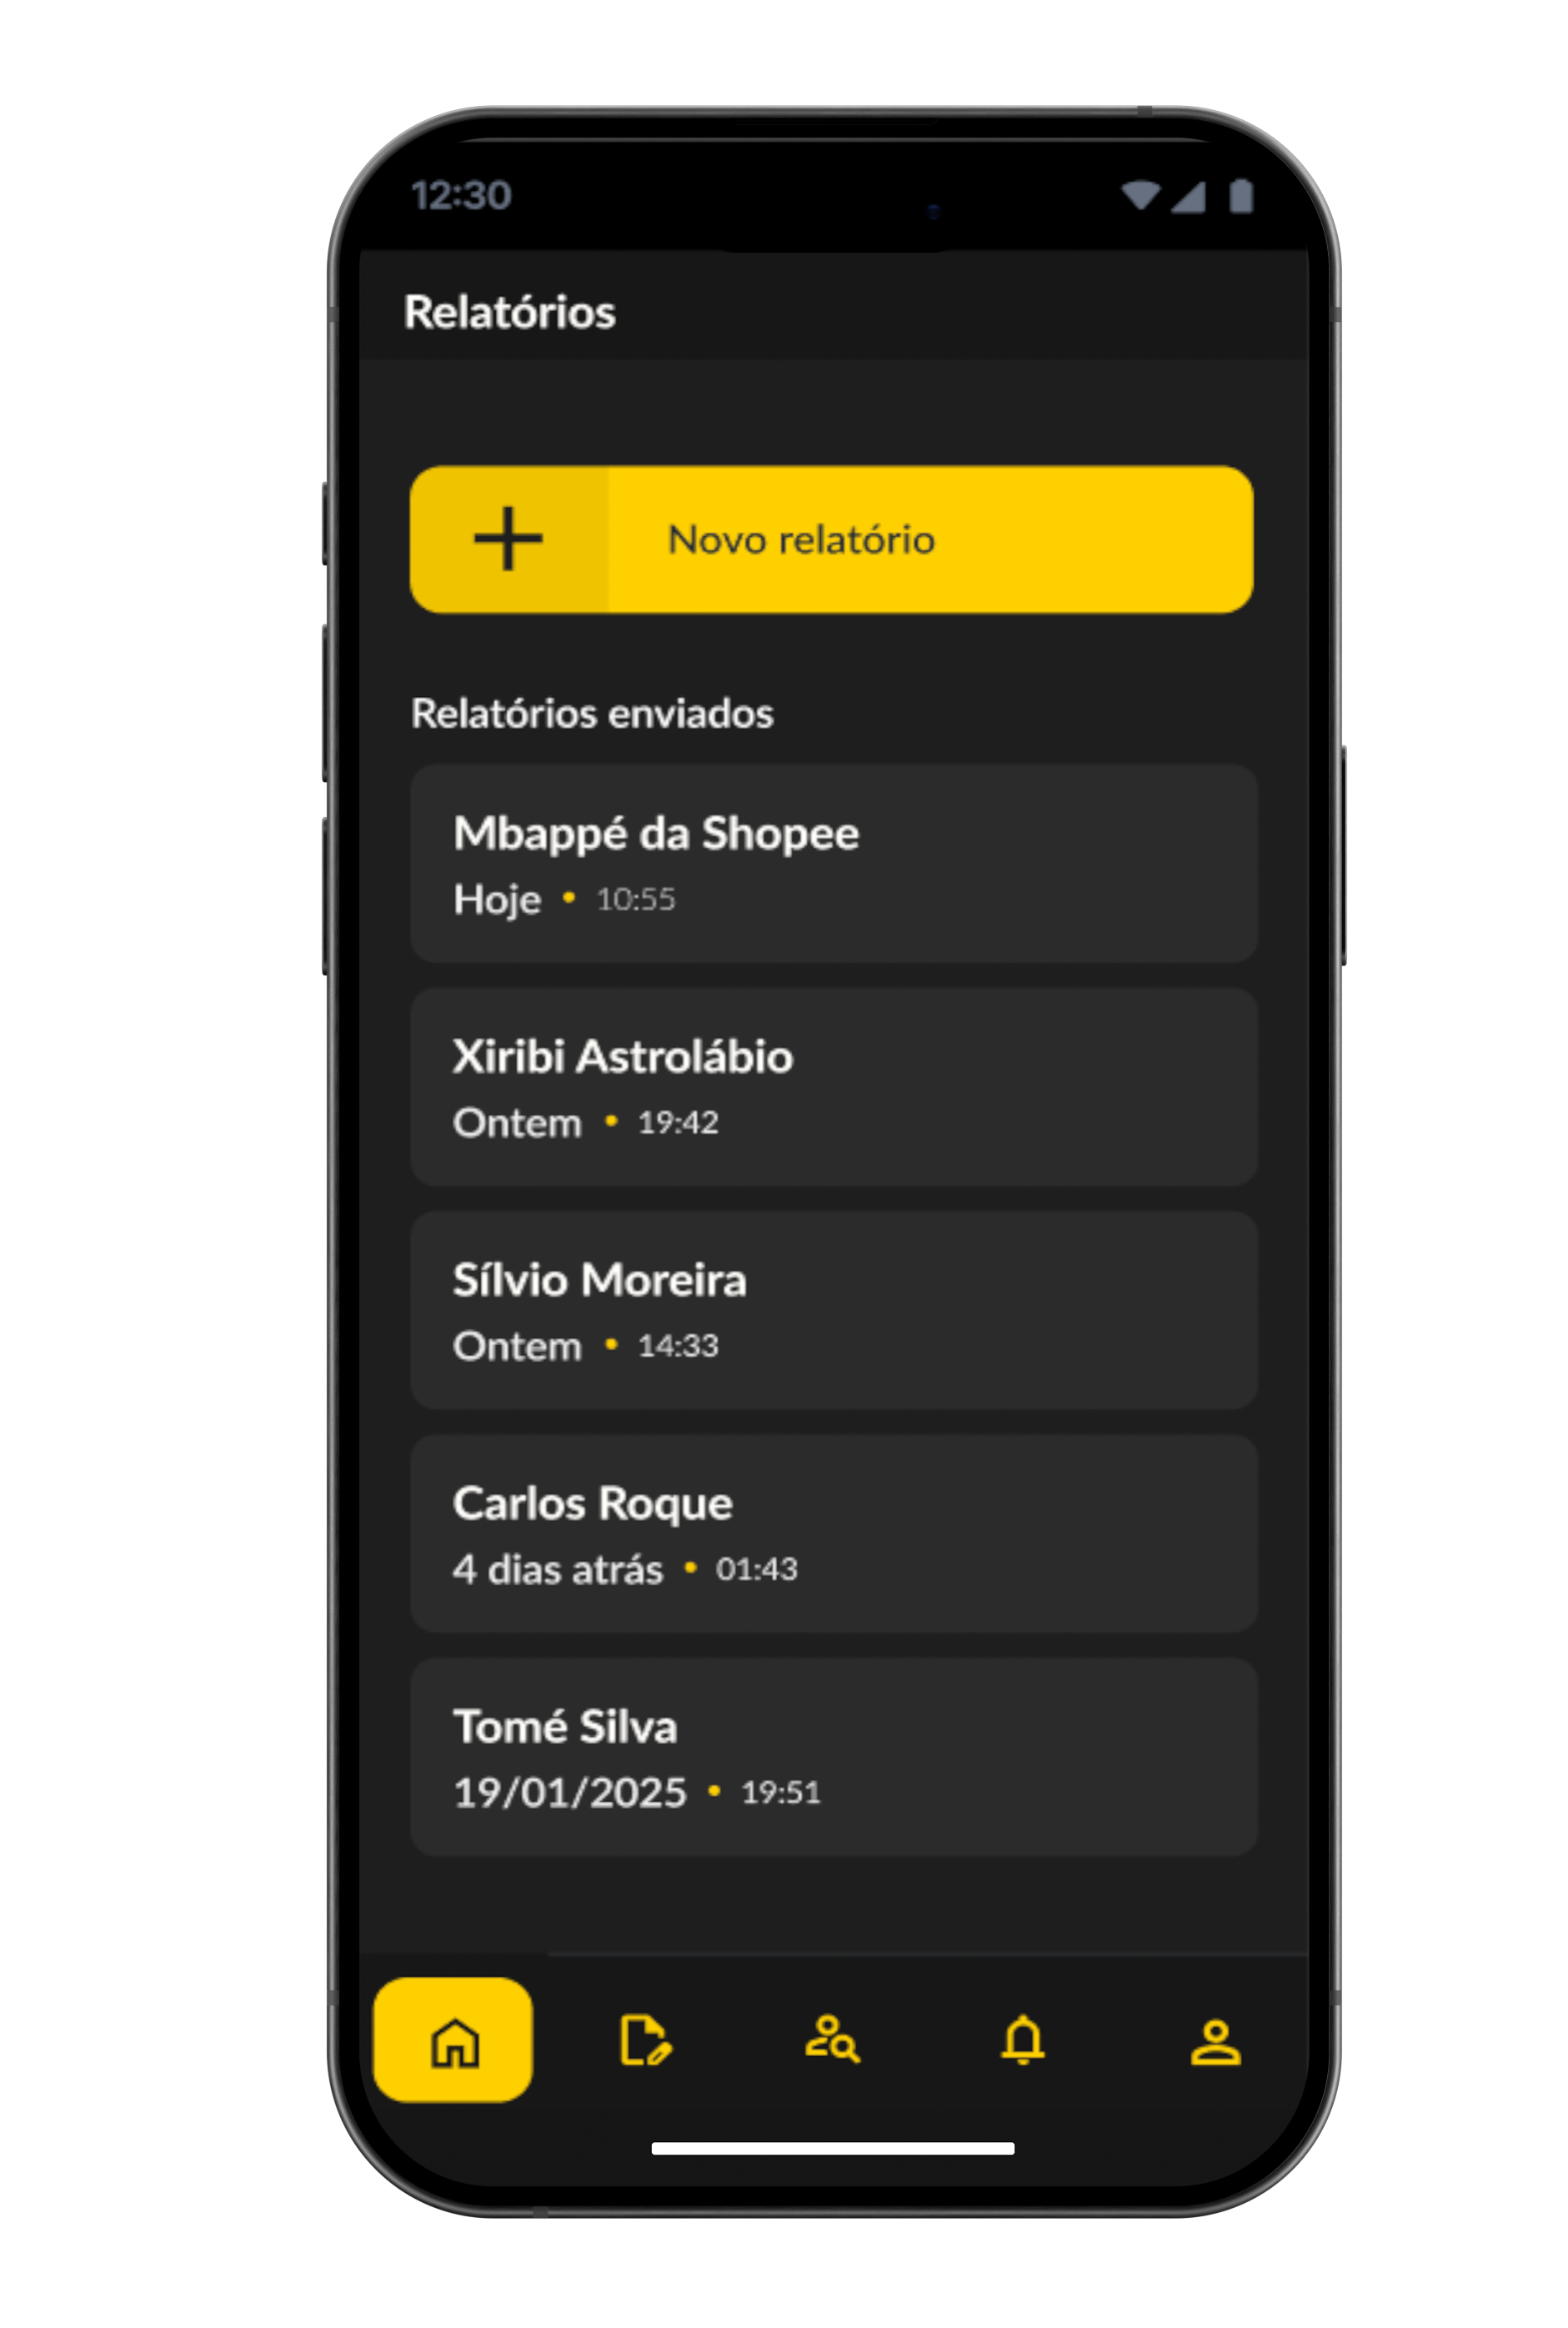 12:30
Relatórios
Novo relatório
Relatórios enviados
Mbappé da Shopee
Hoje • 10:55
Xiribi Astrolábio
Ontem • 19:42
Sílvio Moreira
Ontem • 14:33
Carlos Roque
4 dias atrás • 01:43
Tomé Silva
19/01/2025 • 19:51